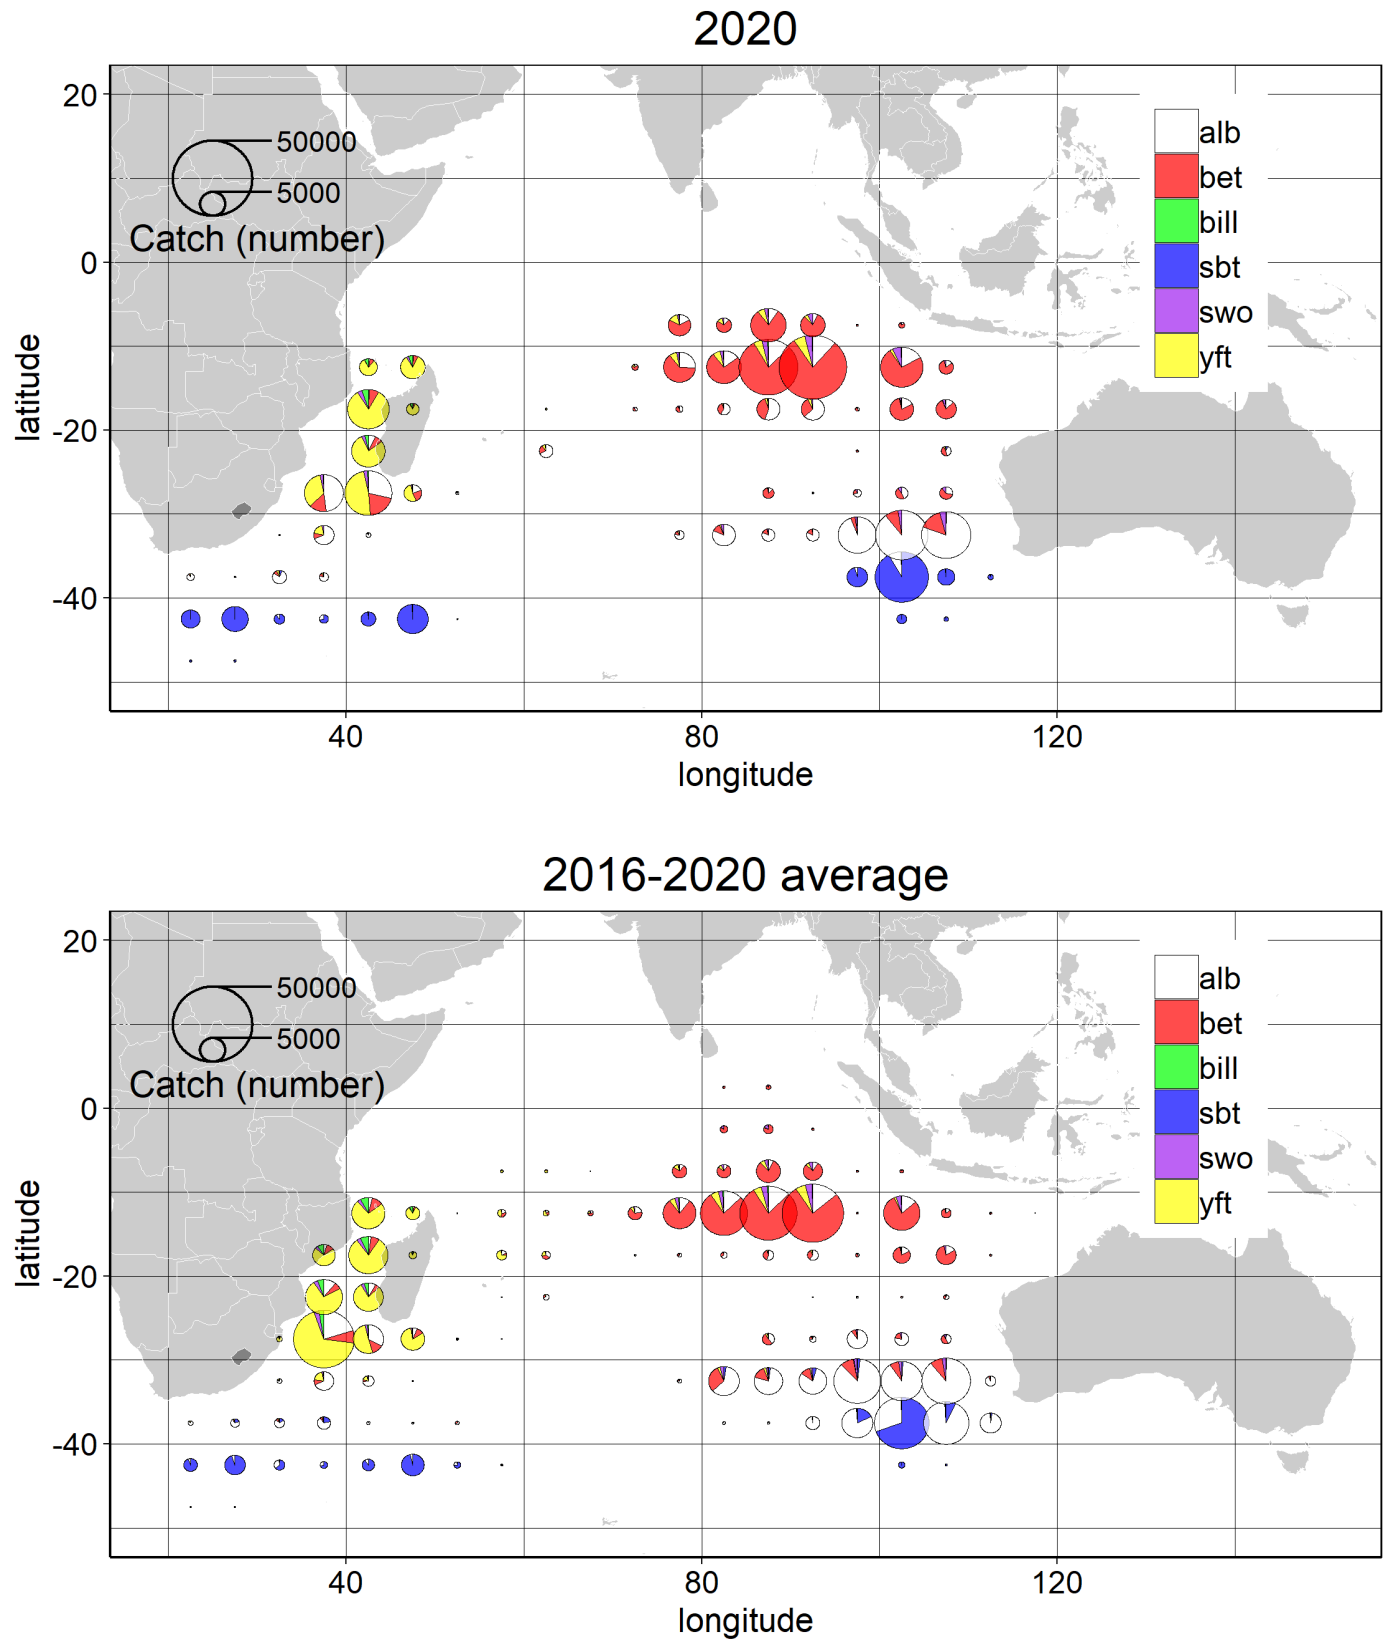 2020
20
0
-20
-40
latitude
50000
5000
Catch (number)
alb
bet
bill
sbt
swo
yft
40
80
120
longitude
2016-2020 average
20
0
-20
-40
latitude
50000
5000
Catch (number)
alb
bet
bill
sbt
swo
yft
40
80
120
longitude